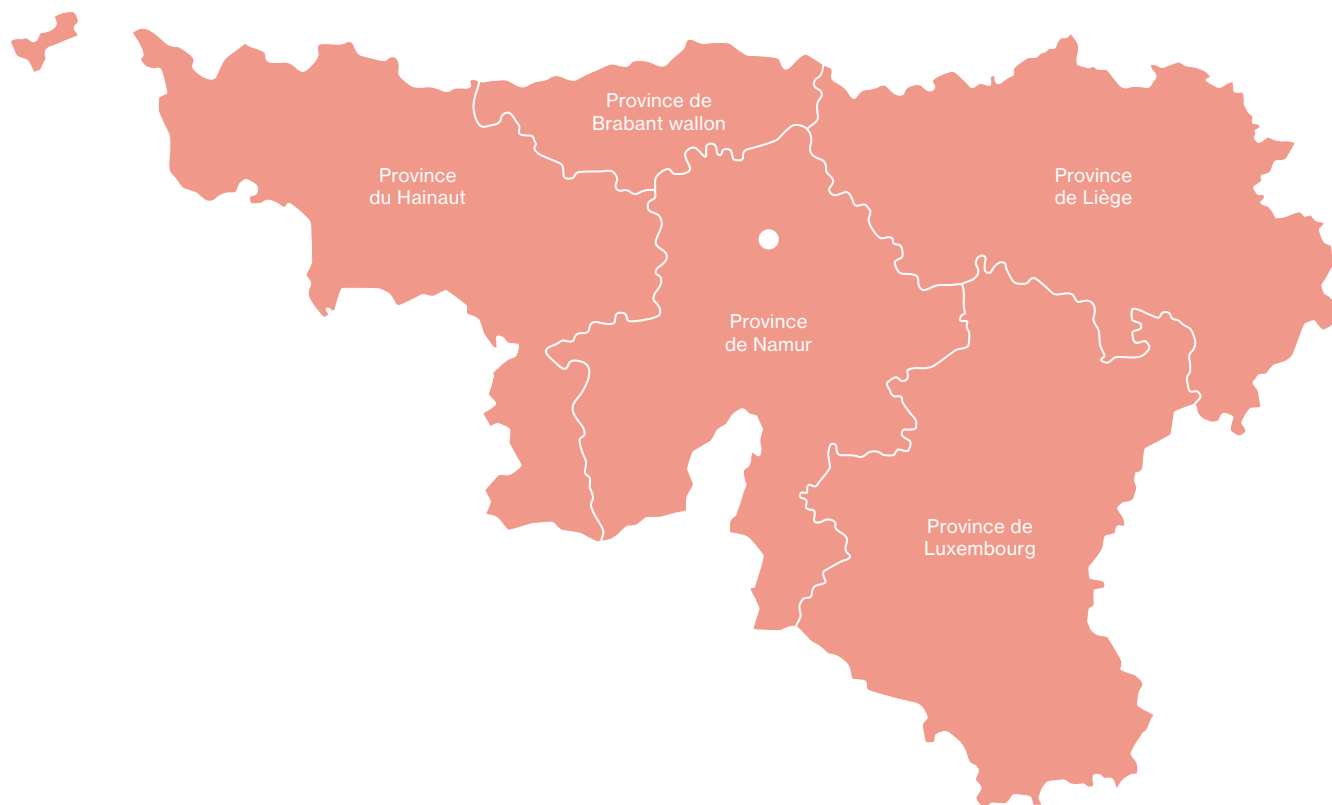 Province de
Brabant wallon
Province
du Hainaut
Province
de Liège
Province
de Namur
Province de
Luxembourg